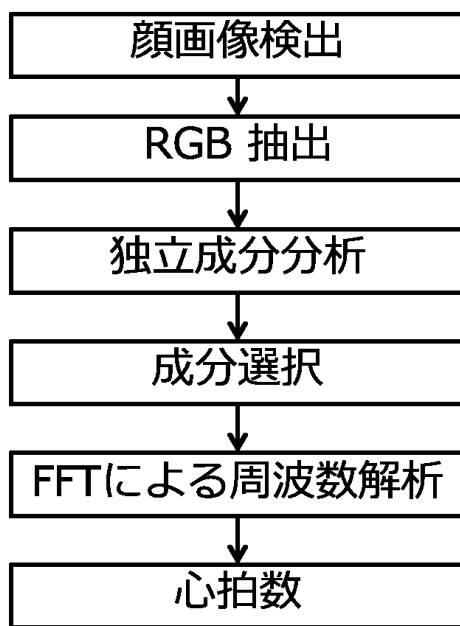 顔画像検出
RGB 抽出
独立成分分析
成分選択
FFTによる周波数解析
心拍数